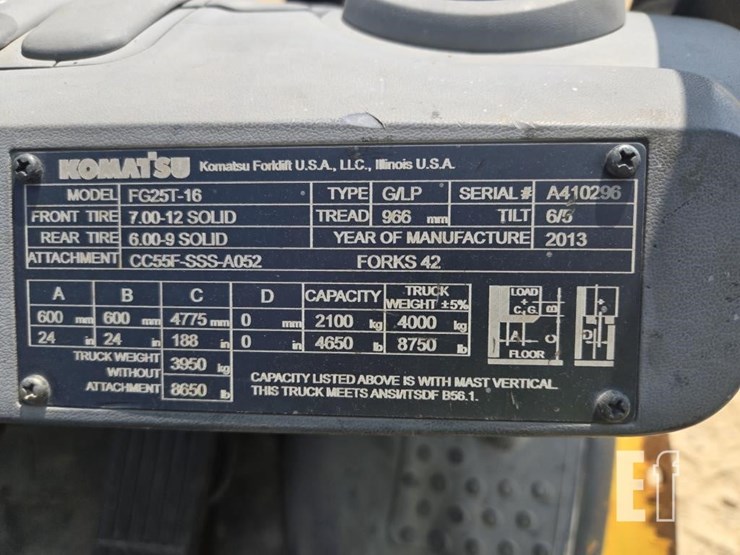 KOMATSU Komatsu Forklift U.S.A., LLC., Illinois U.S.A.
MODEL FG25T-16 TYPE G/LP SERIAL # A410296
FRONT TIRE 7.00-12 SOLID TREAD 966 mm TILT 6/5
REAR TIRE 6.00-9 SOLID YEAR OF MANUFACTURE 2013
ATTACHMENT CC55F-SSS-A052 FORKS 42
A B C D CAPACITY TRUCK WEIGHT ±5%
600 mm 600 mm 4775 mm 0 mm 2100 kg 4000 kg
24 in 24 in 188 in 0 in 4650 lb 8750 lb
TRUCK WEIGHT WITHOUT ATTACHMENT 3950 kg
8650 lb
LOAD
C, G.
B
A C D
FLOOR
CAPACITY LISTED ABOVE IS WITH MAST VERTICAL
THIS TRUCK MEETS ANSI/ITSDF B56.1.
Ef